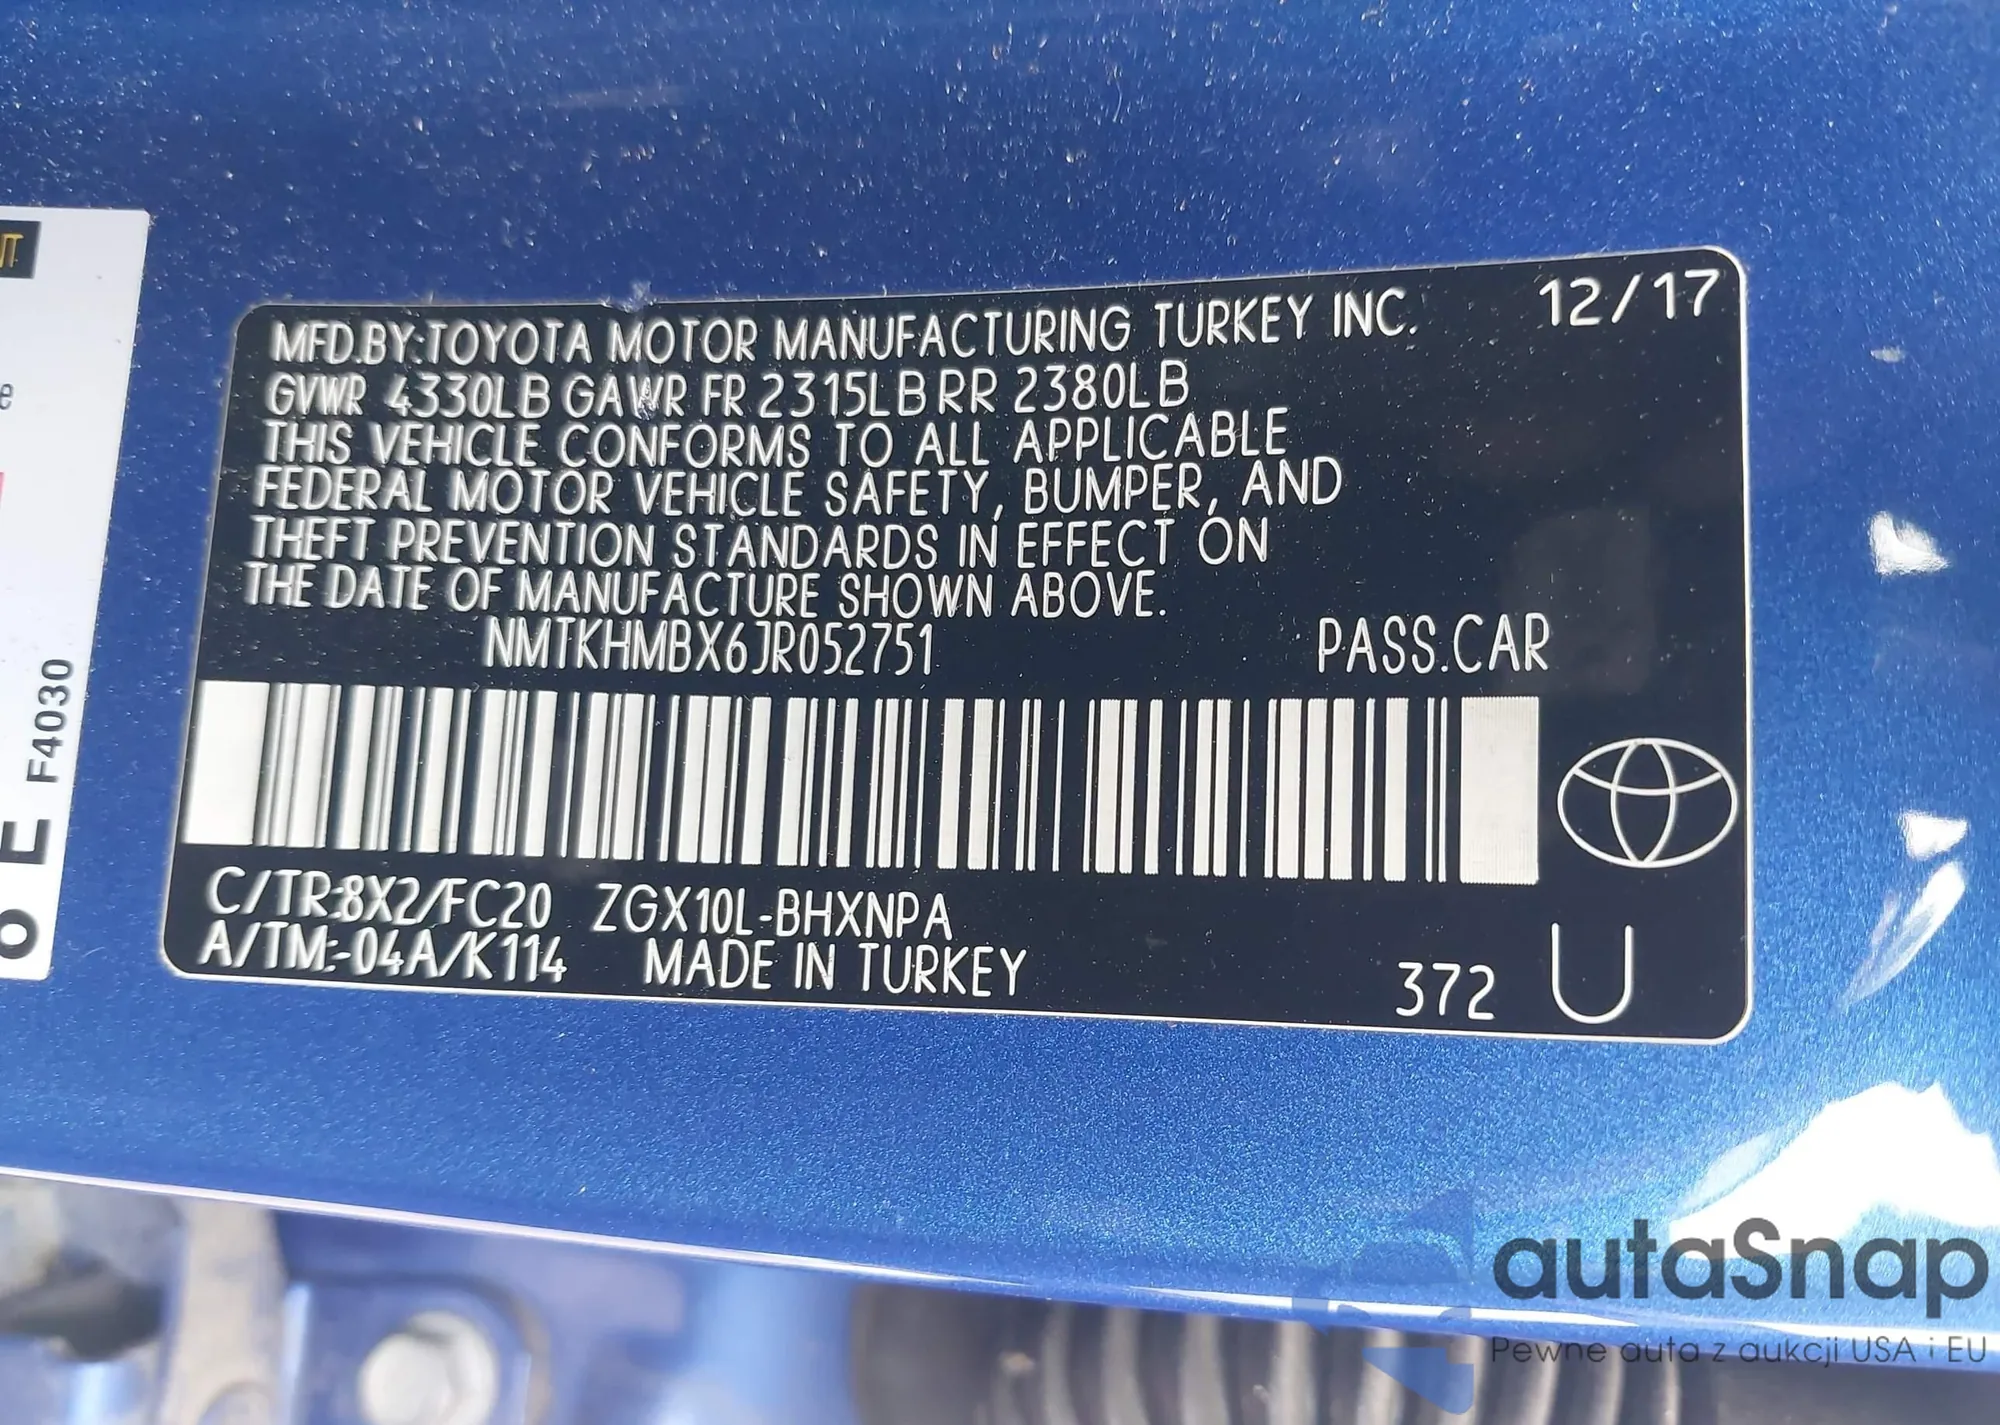 MFD.BY:TOYOTA MOTOR MANUFACTURING TURKEY INC. 12/17
GVWR 4330LB GAWR FR 2315LB RR 2380LB
THIS VEHICLE CONFORMS TO ALL APPLICABLE
FEDERAL MOTOR VEHICLE SAFETY, BUMPER, AND
THEFT PREVENTION STANDARDS IN EFFECT ON
THE DATE OF MANUFACTURE SHOWN ABOVE.
NMTKHMBX6JR052751 PASS.CAR
C/TR:8X2/FC20 ZGX10L-BHXNPA
A/TM:-04A/K114 MADE IN TURKEY 372 U
F4030
E
autaSnap
Pewne auta z aukcji USA i EU